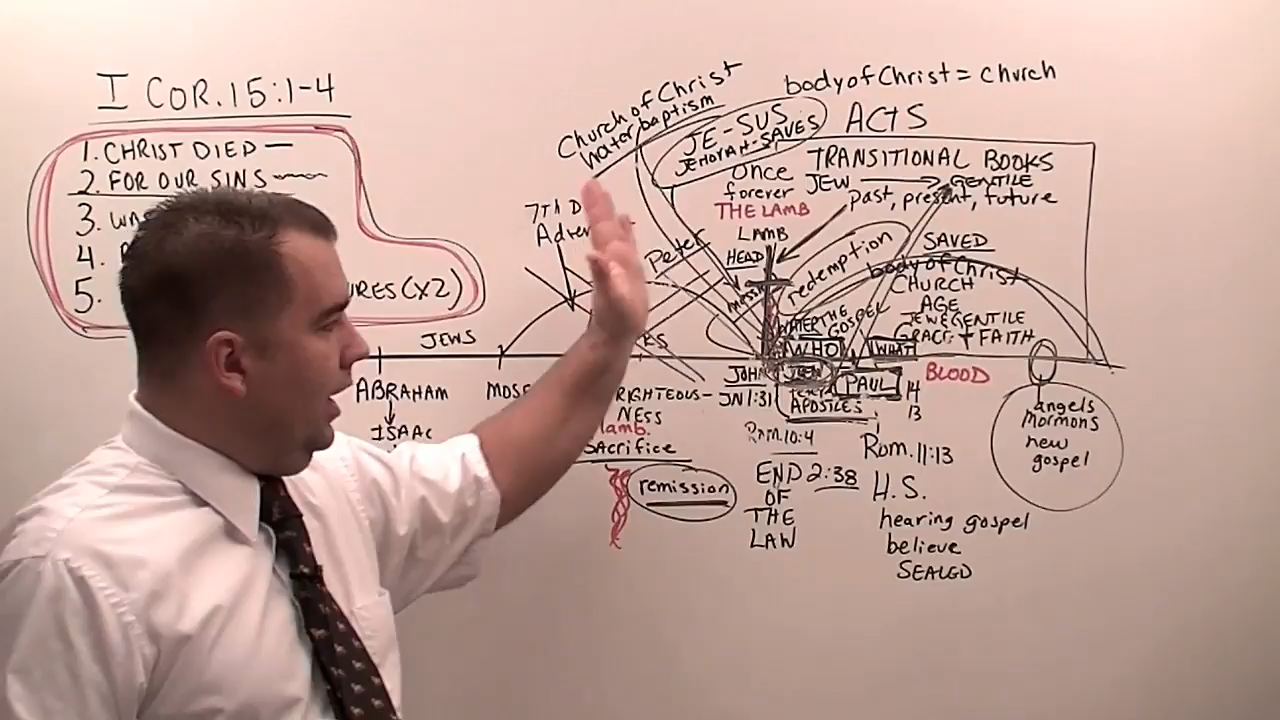 I COR. 15:1-4
1. CHRIST DIED
2. FOR OUR SINS
3.
4.
5.
URES (X2)
Church of Christ
water baptism
body of Christ = church
JE-SUS
JEHOVAH-SAVES
ACTS
TRANSITIONAL BOOKS
JEW GENTILE
past, present, future
Once
forever
THE LAMB
LAMB
HEAD
7TH D
Adven
Peter
redemption
SAVED
body of Christ
CHURCH
AGE
JEW & GENTILE
GRACE + FAITH
WATER THE
GOSPEL
WHO
WHAT
JEWS
ABRAHAM
ISAAC
MOSE
RIGHTEOUS-
NESS
lamb
sacrifice
remission
JOHN
JN 1:31
JEW
APOSTLES
PAUL
14
13
BLOOD
Rom. 10:4
END
OF
THE
LAW
2:38
Rom. 11:13
H.S.
hearing gospel
believe
SEALED
angels
Mormons
new
gospel